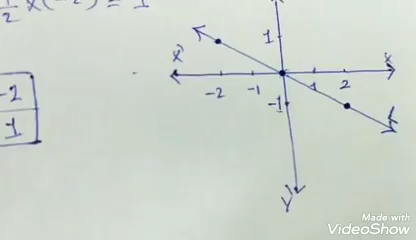 1/2 x(-2) = 1
-2
1
1
X' X
-2 -1 1 2
-1
Y'
Made with
VideoShow